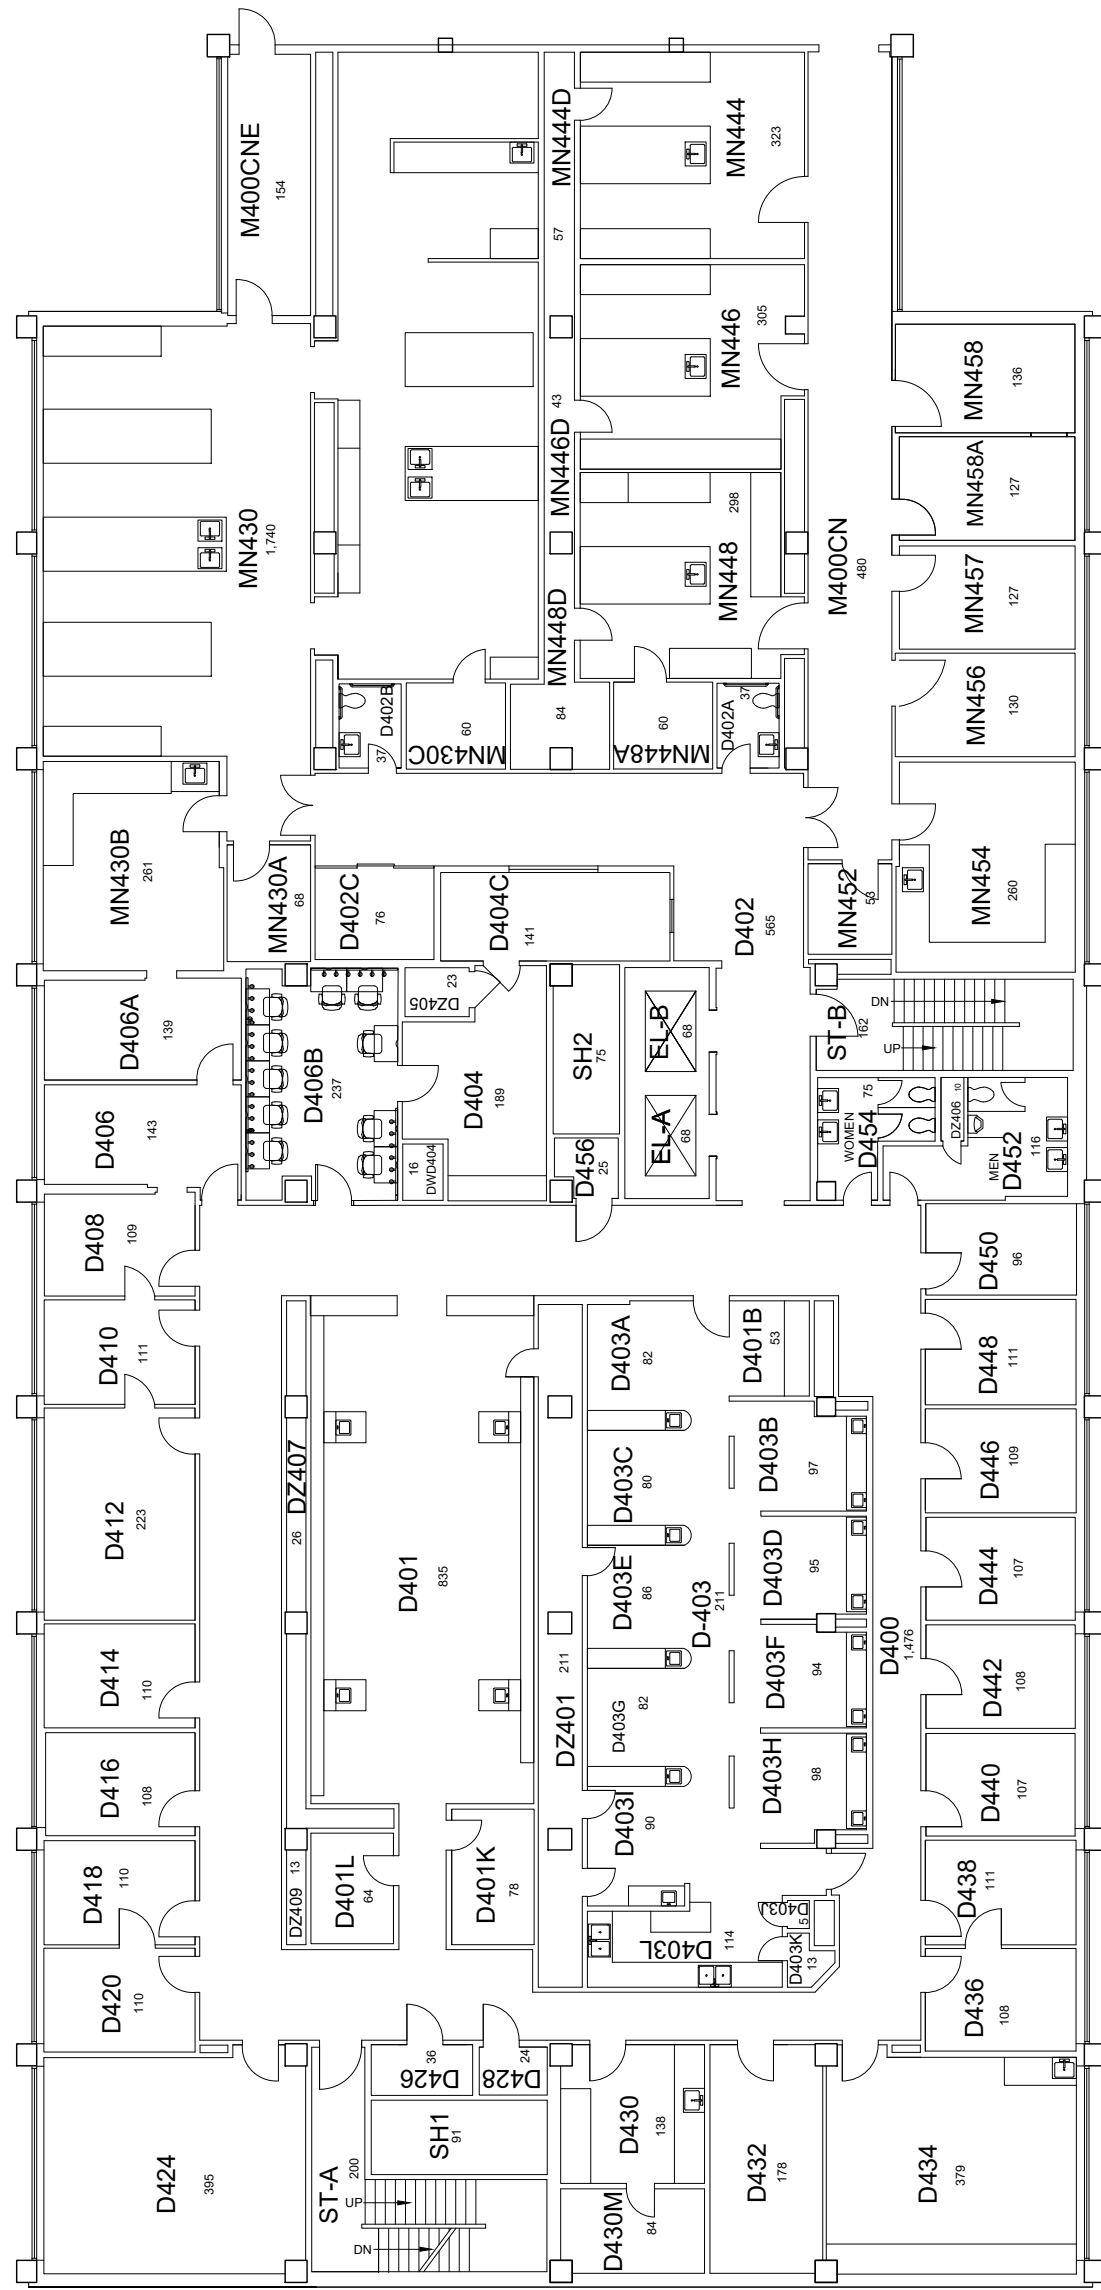 M400CNE
154
MN444D
57
MN444
323
MN446
305
MN446D
43
MN430
1,740
MN448
298
MN448D
84
M400CN
480
MN458
136
MN458A
127
MN457
127
MN456
130
D402B
37
MN430C
60
MN448A
60
D402A
37
MN430B
261
MN430A
68
D402C
76
D404C
141
D402
565
MN452
53
MN454
260
D406A
139
D406B
237
DZ405
23
D404
189
SH2
75
EL-B
68
EL-A
68
ST-B
162
DN
UP
D406
143
DWD404
16
D456
25
WOMEN
D454
75
DZ406
10
MEN
D452
116
D408
109
D410
111
D412
223
D414
110
D416
108
D418
110
D420
110
DZ407
26
D401
835
DZ409
13
D401L
64
D401K
78
DZ401
211
D403A
82
D401B
53
D403C
80
D403B
97
D403E
86
D-403
211
D403D
95
D403G
82
D403F
94
D403I
90
D403H
98
D403L
114
D403J
5
D403K
13
D400
1,476
D450
96
D448
111
D446
109
D444
107
D442
108
D440
107
D438
111
D436
108
D424
395
ST-A
200
UP
DN
D426
36
D428
24
SH1
91
D430
138
D430M
84
D432
178
D434
379